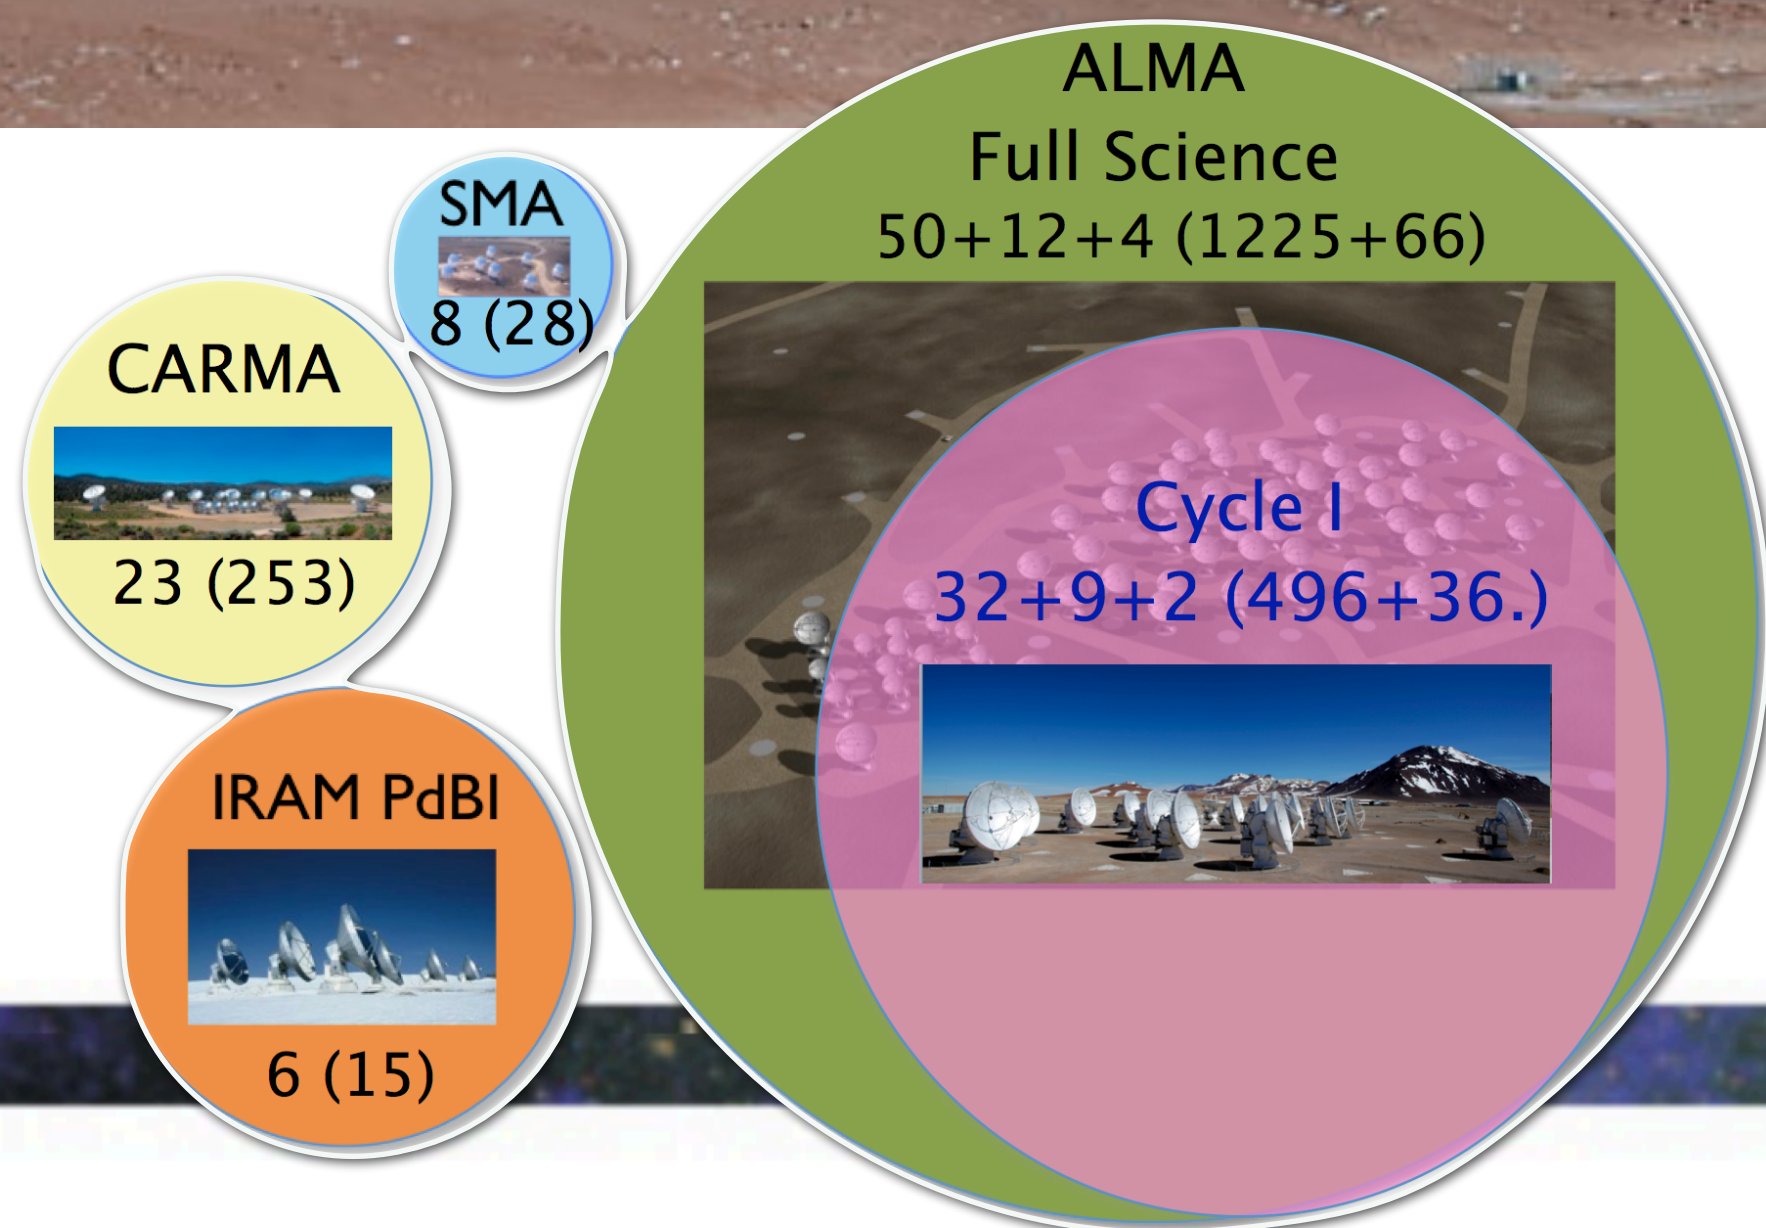 ALMA
Full Science
50+12+4 (1225+66)
SMA
8 (28)
CARMA
23 (253)
Cycle I
32+9+2 (496+36.)
IRAM PdBI
6 (15)